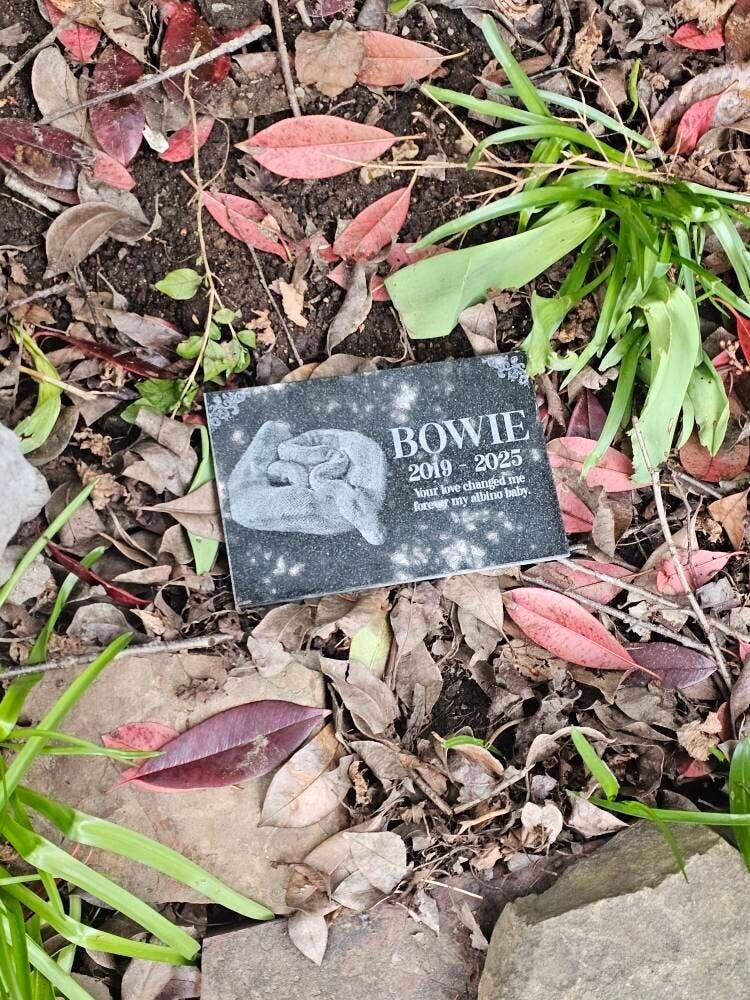 BOWIE
2019 - 2025
Your love changed me
forever my albino baby.